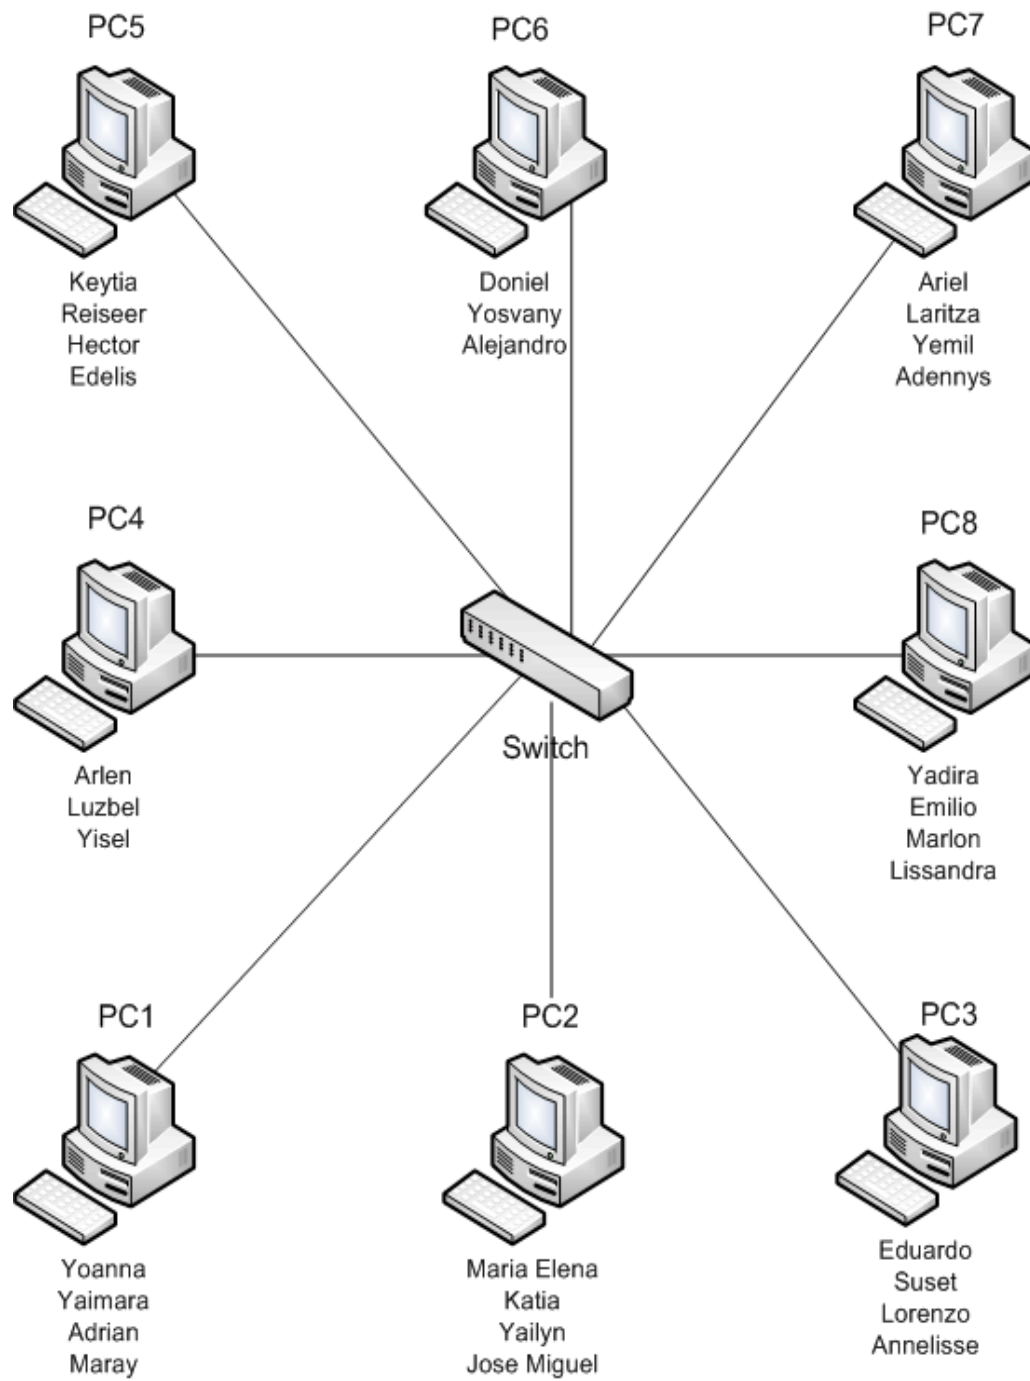 PC5
Keytia
Reiseer
Hector
Edelis
PC6
Doniel
Yosvany
Alejandro
PC7
Ariel
Laritza
Yemil
Adennys
PC4
Arlen
Luzbel
Yisel
Switch
PC8
Yadira
Emilio
Marlon
Lissandra
PC1
Yoanna
Yaimara
Adrian
Maray
PC2
Maria Elena
Katia
Yailyn
Jose Miguel
PC3
Eduardo
Suset
Lorenzo
Annelisse